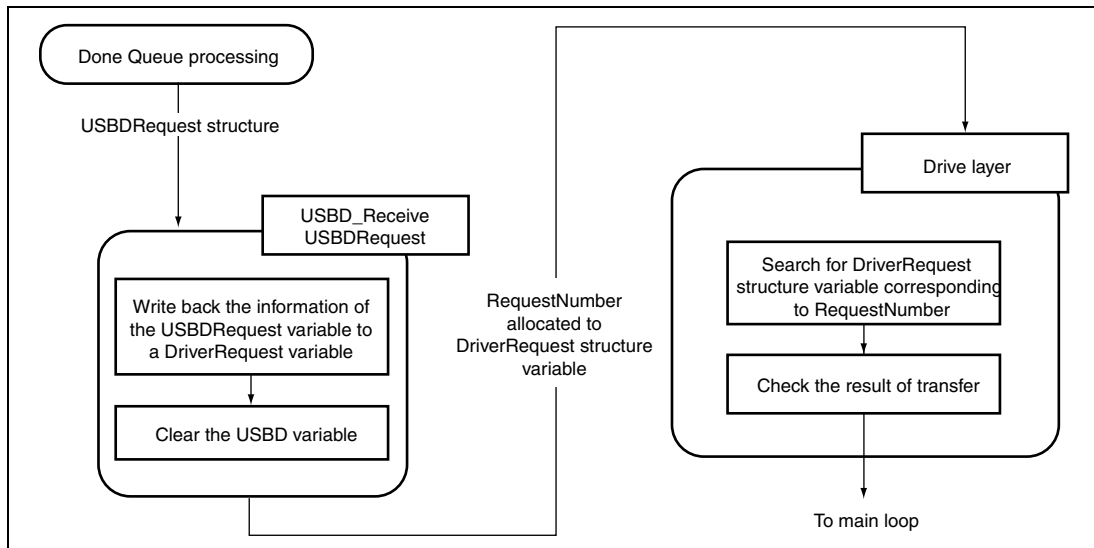 Done Queue processing
USBDRequest structure
USBD_Receive
USBDRequest
Write back the information of
the USBDRequest variable to
a DriverRequest variable
Clear the USBD variable
RequestNumber
allocated to
DriverRequest structure
variable
Drive layer
Search for DriverRequest
structure variable corresponding
to RequestNumber
Check the result of transfer
To main loop